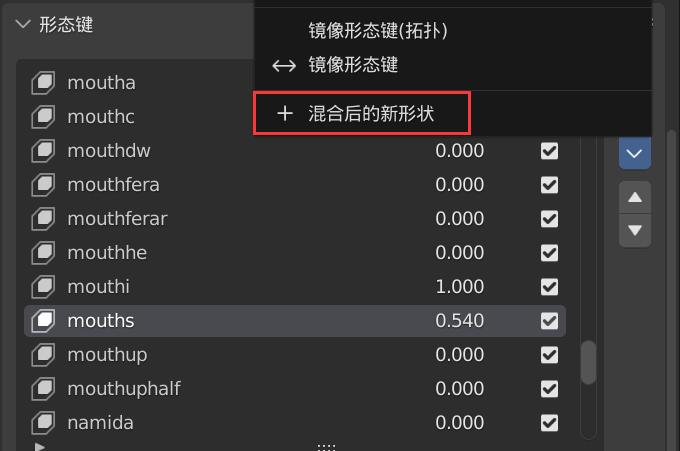 形态键
镜像形态键(拓扑)
镜像形态键
混合后的新形状
moutha
mouthc
mouthdw 0.000
mouthfera 0.000
mouthferar 0.000
mouthhe 0.000
mouthi 1.000
mouths 0.540
mouthup 0.000
mouthuphalf 0.000
namida 0.000